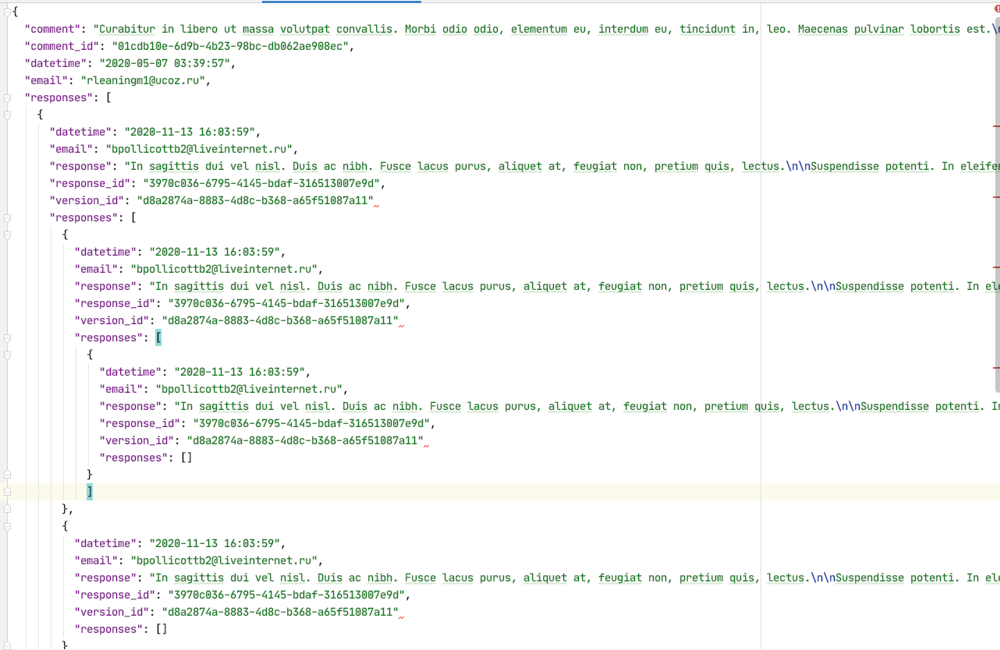 {
"comment": "Curabitur in libero ut massa volutpat convallis. Morbi odio odio, elementum eu, interdum eu, tincidunt in, leo. Maecenas pulvinar lobortis est.\
"comment_id": "01cdb10e-6d9b-4b23-98bc-db062ae908ec",
"datetime": "2020-05-07 03:39:57",
"email": "rleaningm1@ucoz.ru",
"responses": [
{
"datetime": "2020-11-13 16:03:59",
"email": "bpollicottb2@liveinternet.ru",
"response": "In sagittis dui vel nisl. Duis ac nibh. Fusce lacus purus, aliquet at, feugiat non, pretium quis, lectus.\n\nSuspendisse potenti. In eleife
"response_id": "3970c036-6795-4145-bdaf-316513007e9d",
"version_id": "d8a2874a-8883-4d8c-b368-a65f51087a11"
"responses": [
{
"datetime": "2020-11-13 16:03:59",
"email": "bpollicottb2@liveinternet.ru",
"response": "In sagittis dui vel nisl. Duis ac nibh. Fusce lacus purus, aliquet at, feugiat non, pretium quis, lectus.\n\nSuspendisse potenti. In el
"response_id": "3970c036-6795-4145-bdaf-316513007e9d",
"version_id": "d8a2874a-8883-4d8c-b368-a65f51087a11"
"responses": [
{
"datetime": "2020-11-13 16:03:59",
"email": "bpollicottb2@liveinternet.ru",
"response": "In sagittis dui vel nisl. Duis ac nibh. Fusce lacus purus, aliquet at, feugiat non, pretium quis, lectus.\n\nSuspendisse potenti. I
"response_id": "3970c036-6795-4145-bdaf-316513007e9d",
"version_id": "d8a2874a-8883-4d8c-b368-a65f51087a11"
"responses": []
}
]
},
{
"datetime": "2020-11-13 16:03:59",
"email": "bpollicottb2@liveinternet.ru",
"response": "In sagittis dui vel nisl. Duis ac nibh. Fusce lacus purus, aliquet at, feugiat non, pretium quis, lectus.\n\nSuspendisse potenti. In el
"response_id": "3970c036-6795-4145-bdaf-316513007e9d",
"version_id": "d8a2874a-8883-4d8c-b368-a65f51087a11"
"responses": []
}